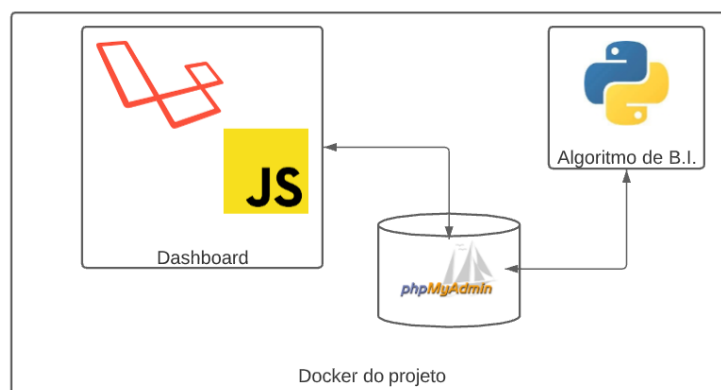 JS
Dashboard
Algoritmo de B.I.
phpMyAdmin
Docker do projeto